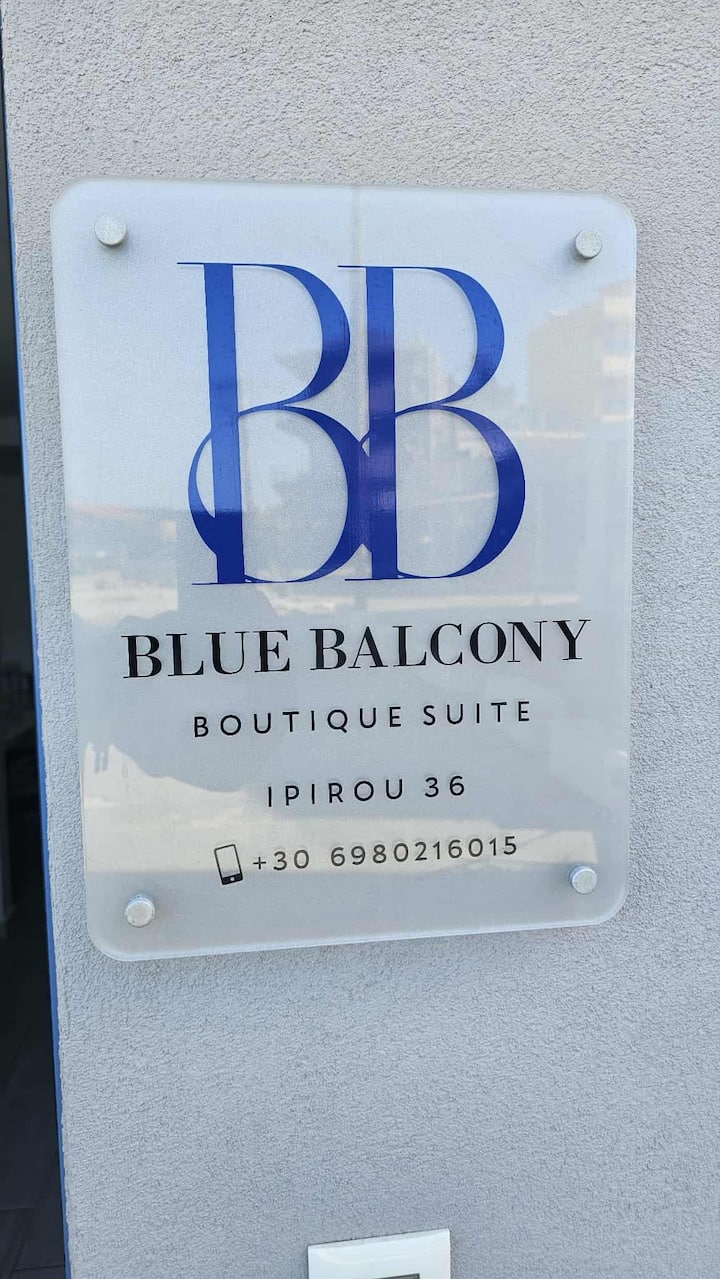 BB
BLUE BALCONY
BOUTIQUE SUITE
IPIROU 36
+30 6980216015